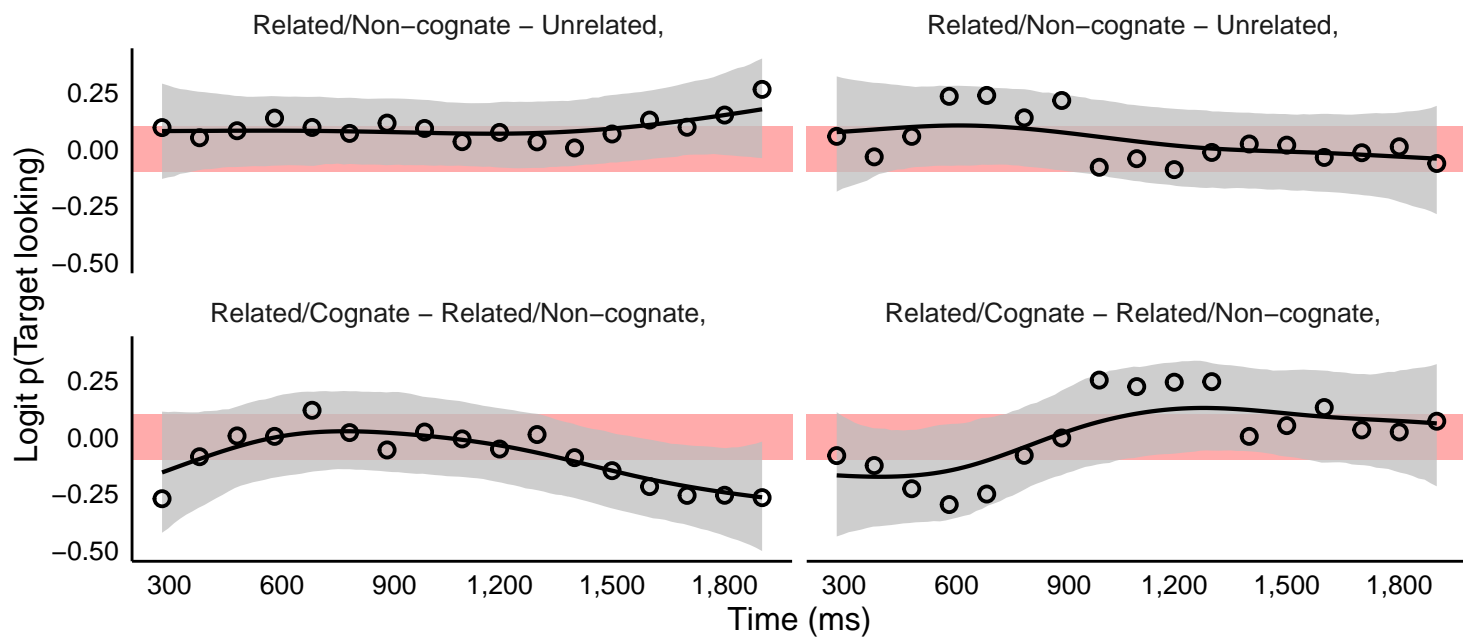 Related/Non−cognate − Unrelated,
Related/Non−cognate − Unrelated,
0.25
0.00
−0.25
−0.50
Logit p(Target looking)
Related/Cognate − Related/Non−cognate,
Related/Cognate − Related/Non−cognate,
0.25
0.00
−0.25
−0.50
300 600 900 1,200 1,500 1,800
300 600 900 1,200 1,500 1,800
Time (ms)